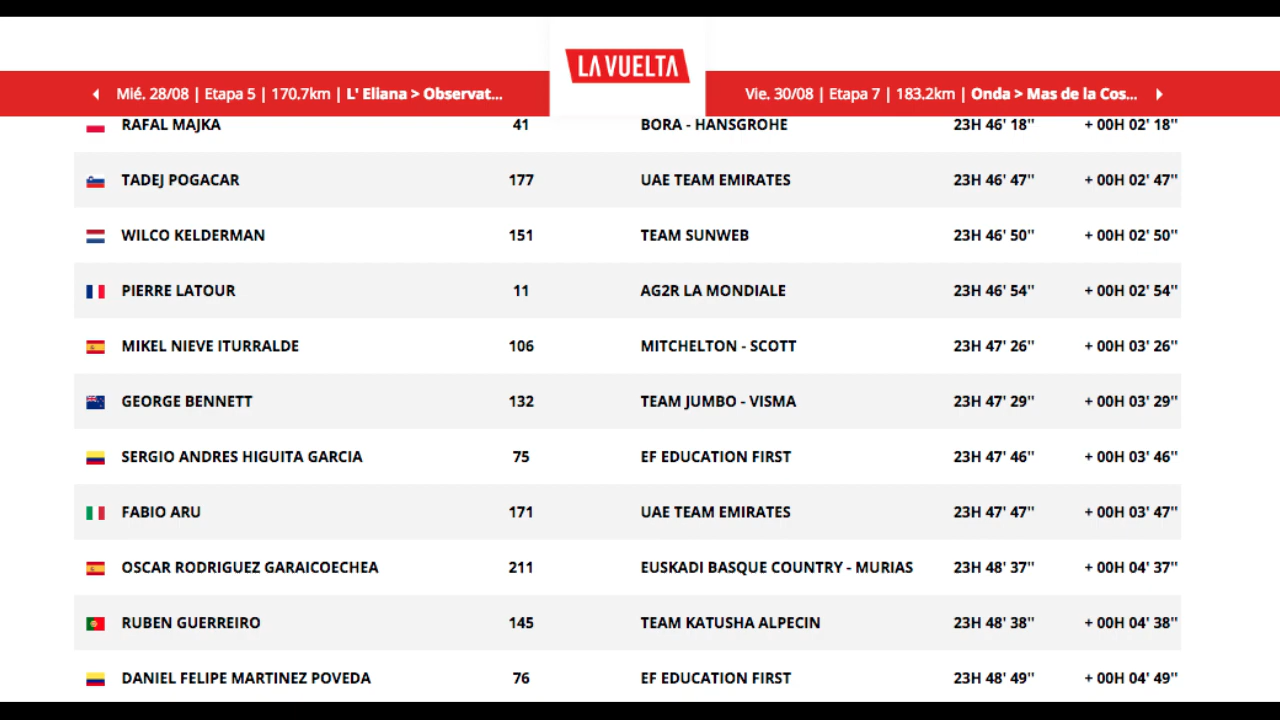 LA VUELTA
Mié. 28/08 | Etapa 5 | 170.7km | L' Eliana > Observat...
Vie. 30/08 | Etapa 7 | 183.2km | Onda > Mas de la Cos...
RAFAL MAJKA 41 BORA - HANSGROHE 23H 46' 18'' + 00H 02' 18''
TADEJ POGACAR 177 UAE TEAM EMIRATES 23H 46' 47'' + 00H 02' 47''
WILCO KELDERMAN 151 TEAM SUNWEB 23H 46' 50'' + 00H 02' 50''
PIERRE LATOUR 11 AG2R LA MONDIALE 23H 46' 54'' + 00H 02' 54''
MIKEL NIEVE ITURRALDE 106 MITCHELTON - SCOTT 23H 47' 26'' + 00H 03' 26''
GEORGE BENNETT 132 TEAM JUMBO - VISMA 23H 47' 29'' + 00H 03' 29''
SERGIO ANDRES HIGUITA GARCIA 75 EF EDUCATION FIRST 23H 47' 46'' + 00H 03' 46''
FABIO ARU 171 UAE TEAM EMIRATES 23H 47' 47'' + 00H 03' 47''
OSCAR RODRIGUEZ GARAICOECHEA 211 EUSKADI BASQUE COUNTRY - MURIAS 23H 48' 37'' + 00H 04' 37''
RUBEN GUERREIRO 145 TEAM KATUSHA ALPECIN 23H 48' 38'' + 00H 04' 38''
DANIEL FELIPE MARTINEZ POVEDA 76 EF EDUCATION FIRST 23H 48' 49'' + 00H 04' 49''